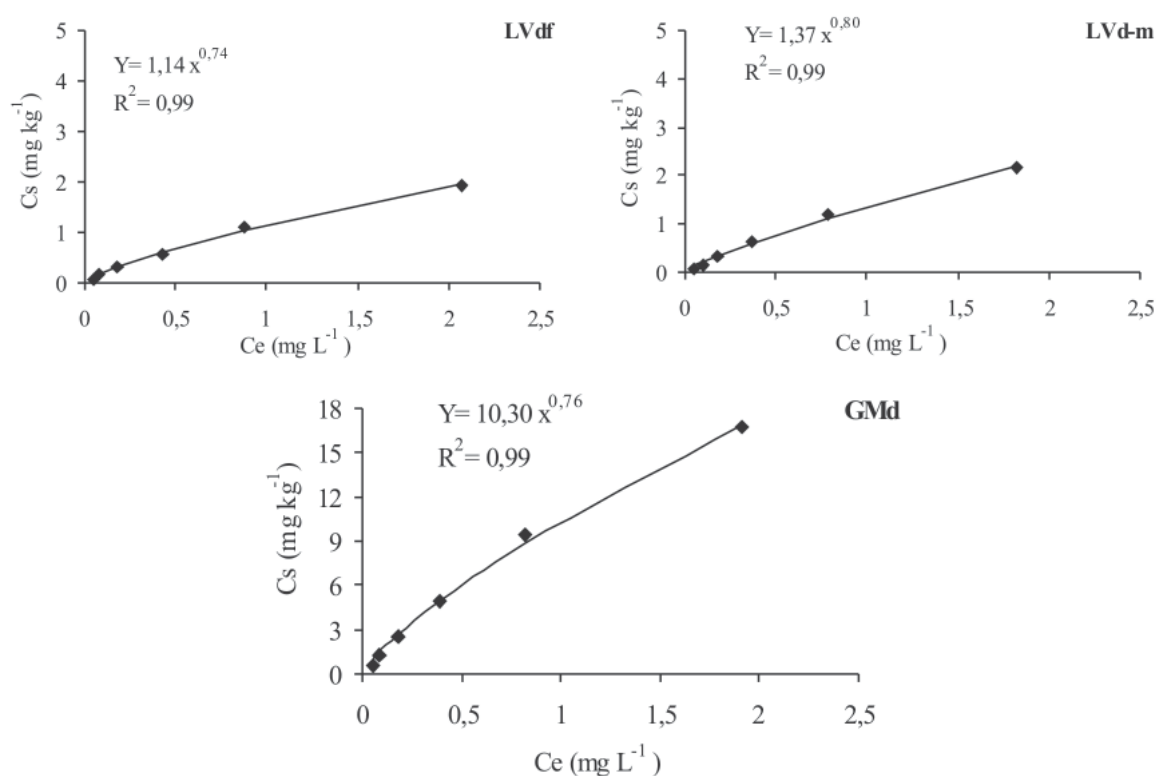 LVdf
Y= 1,14 x^0,74
R^2= 0,99
Cs (mg kg^-1)
5
4
3
2
1
0
0 0,5 1 1,5 2 2,5
Ce (mg L^-1)
LVd-m
Y= 1,37 x^0,80
R^2= 0,99
Cs (mg kg^-1)
5
4
3
2
1
0
0 0,5 1 1,5 2 2,5
Ce (mg L^-1)
GMd
Y= 10,30 x^0,76
R^2= 0,99
Cs (mg kg^-1)
18
15
12
9
6
3
0
0 0,5 1 1,5 2 2,5
Ce (mg L^-1)